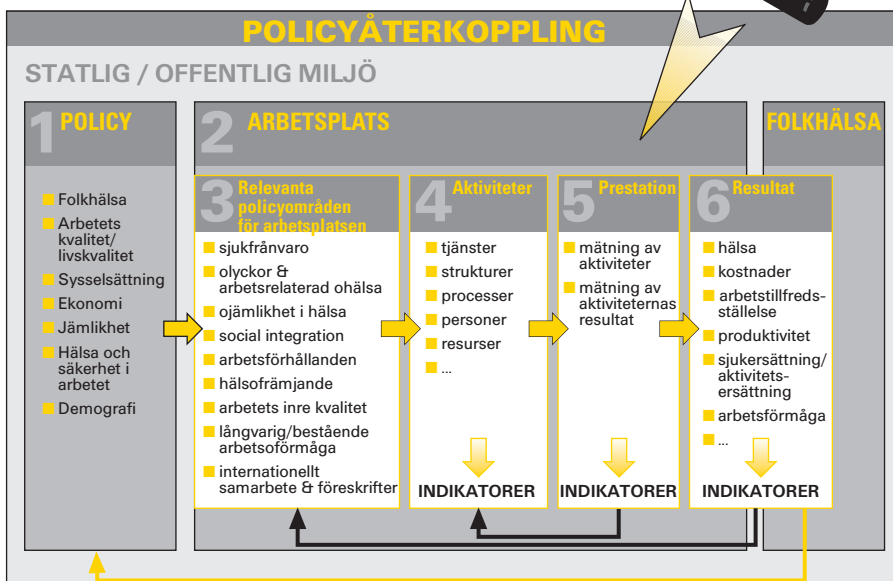 POLICYÅTERKOPPLING
STATLIG / OFFENTLIG MILJÖ
1 POLICY
Folkhälsa
Arbetets
kvalitet/
livskvalitet
Sysselsättning
Ekonomi
Jämlikhet
Hälsa och
säkerhet i
arbetet
Demografi
2 ARBETSPLATS
3 Relevanta
policyområden
för arbetsplatsen
sjukfrånvaro
olyckor &
arbetsrelaterad ohälsa
ojämlikhet i hälsa
social integration
arbetsförhållanden
hälsofrämjande
arbetets inre kvalitet
långvarig/bestående
arbetsoförmåga
internationellt
samarbete & föreskrifter
4 Aktiviteter
tjänster
strukturer
processer
personer
resurser
...
INDIKATORER
5 Prestation
mätning av
aktiviteter
mätning av
aktiviteternas
resultat
INDIKATORER
6 Resultat
hälsa
kostnader
arbetstillfreds-
ställelse
produktivitet
sjukersättning/
aktivitets-
ersättning
arbetsförmåga
...
INDIKATORER
FOLKHÄLSA